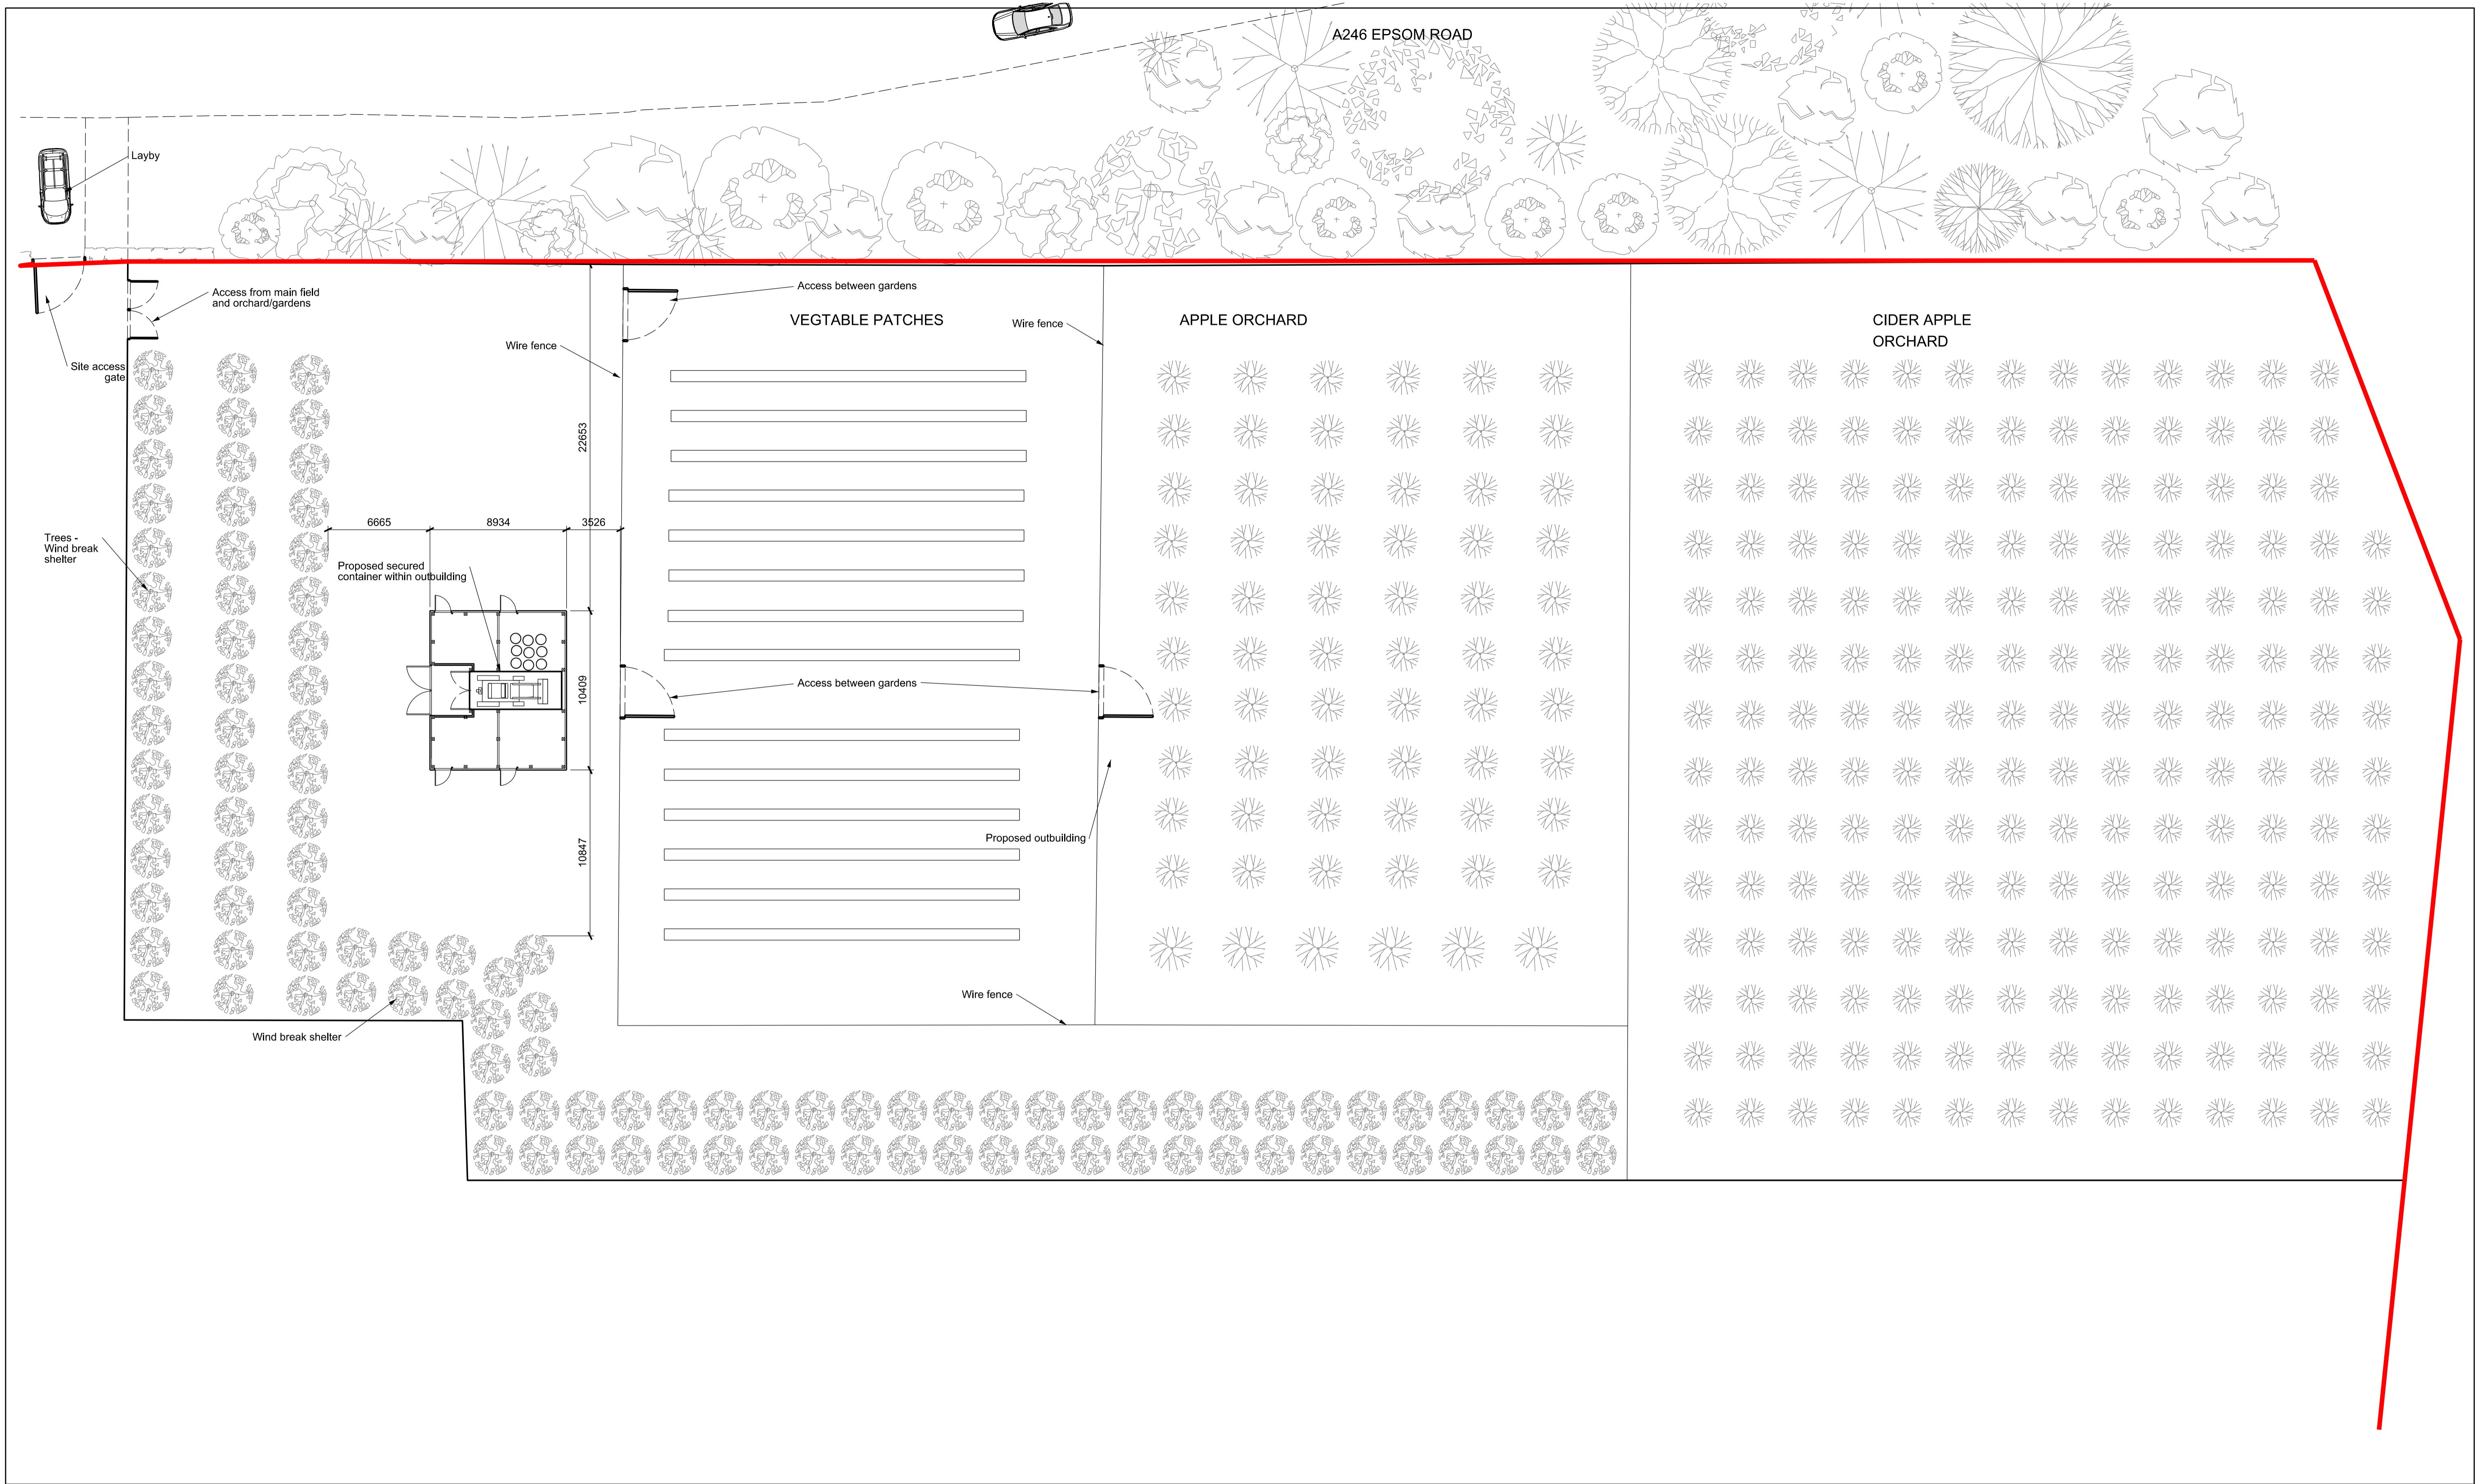 A246 EPSOM ROAD
Layby
Access from main field
and orchard/gardens
Access between gardens
VEGTABLE PATCHES
Wire fence
APPLE ORCHARD
CIDER APPLE
ORCHARD
Wire fence
Site access
gate
22653
6665
8934
3526
Trees -
Wind break
shelter
Proposed secured
container within outbuilding
10409
Access between gardens
Proposed outbuilding
10847
Wire fence
Wind break shelter